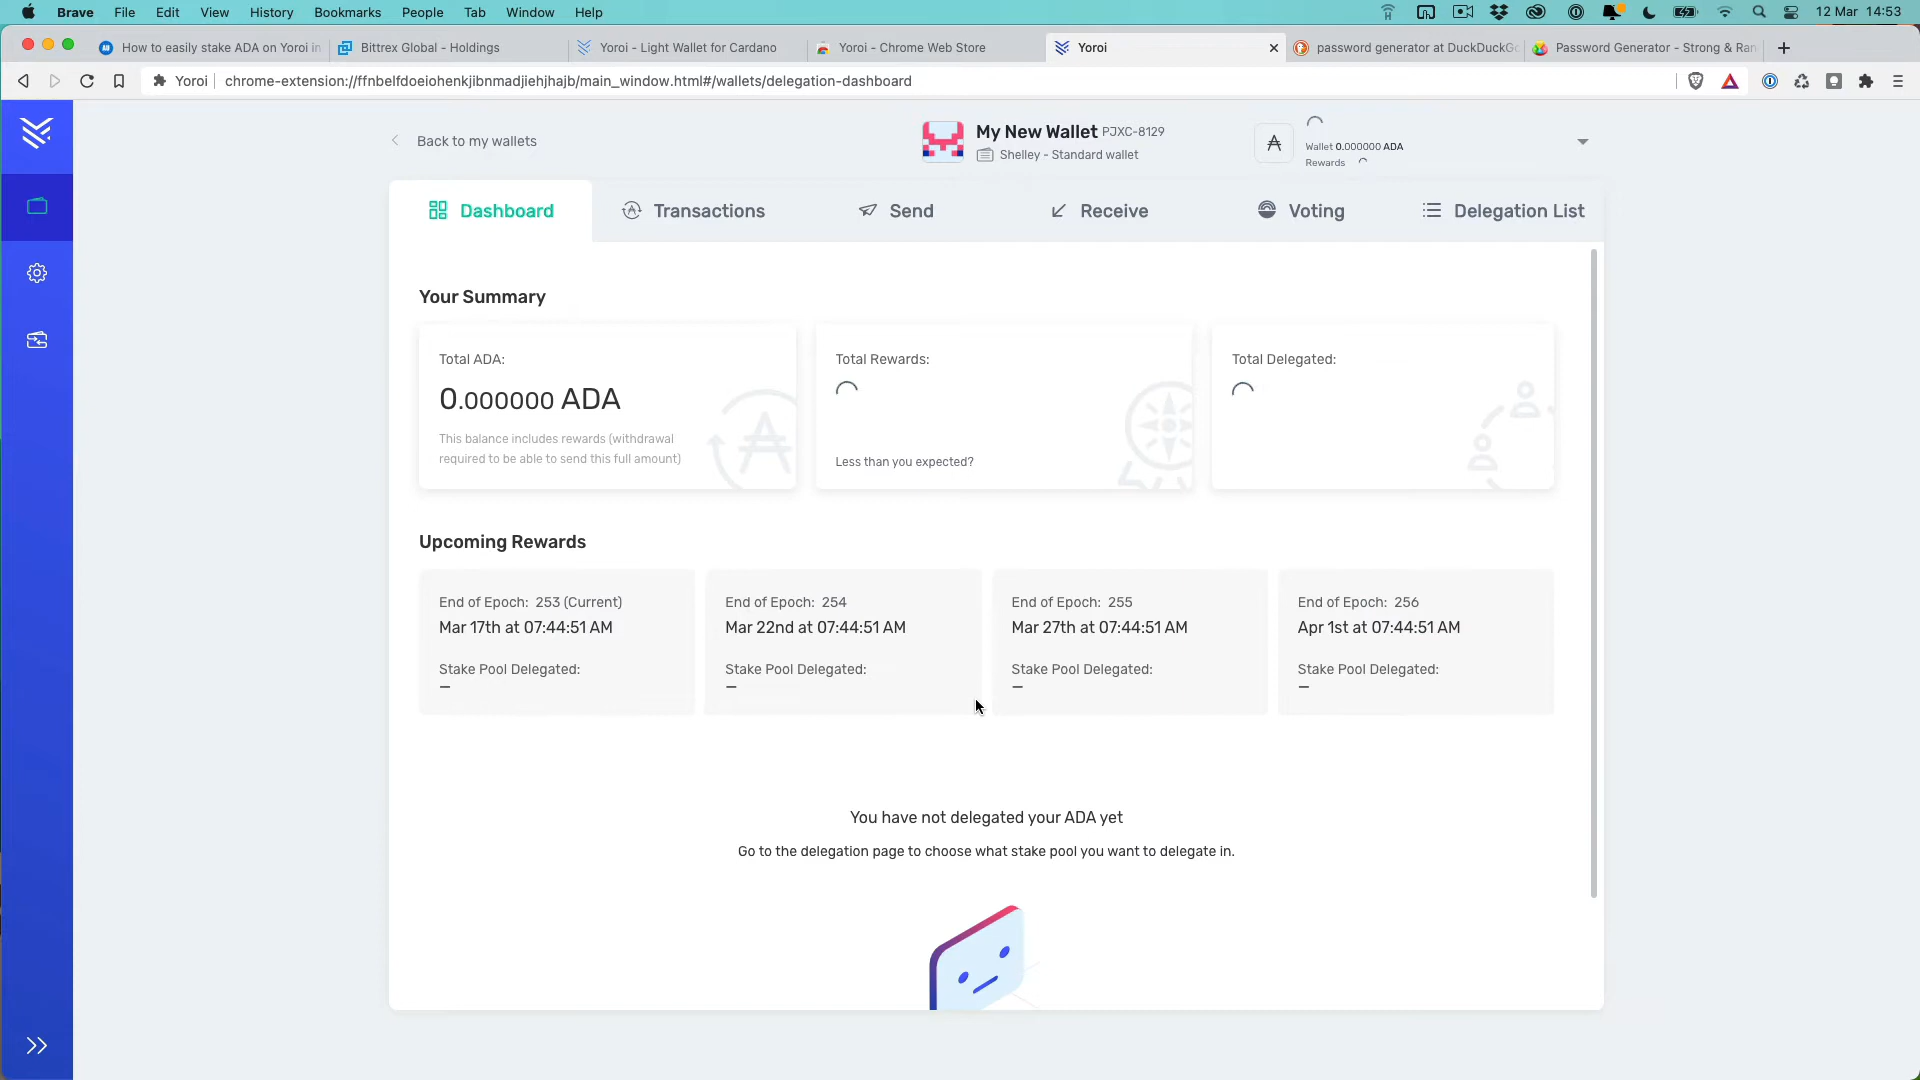 Brave File Edit View History Bookmarks People Tab Window Help 12 Mar 14:53
How to easily stake ADA on Yoroi in
Bittrex Global - Holdings
Yoroi - Light Wallet for Cardano
Yoroi - Chrome Web Store
Yoroi
password generator at DuckDuckGo
Password Generator - Strong & Ran
Yoroi chrome-extension://ffnbelfdoeiohenkjibnmadjiehjhajb/main_window.html#/wallets/delegation-dashboard
Back to my wallets
My New Wallet PJXC-8129
Shelley - Standard wallet
Wallet 0.000000 ADA
Rewards
Dashboard
Transactions
Send
Receive
Voting
Delegation List
Your Summary
Total ADA:
0.000000 ADA
This balance includes rewards (withdrawal
required to be able to send this full amount)
Total Rewards:
Less than you expected?
Total Delegated:
Upcoming Rewards
End of Epoch: 253 (Current)
Mar 17th at 07:44:51 AM
Stake Pool Delegated:
—
End of Epoch: 254
Mar 22nd at 07:44:51 AM
Stake Pool Delegated:
—
End of Epoch: 255
Mar 27th at 07:44:51 AM
Stake Pool Delegated:
—
End of Epoch: 256
Apr 1st at 07:44:51 AM
Stake Pool Delegated:
—
You have not delegated your ADA yet
Go to the delegation page to choose what stake pool you want to delegate in.